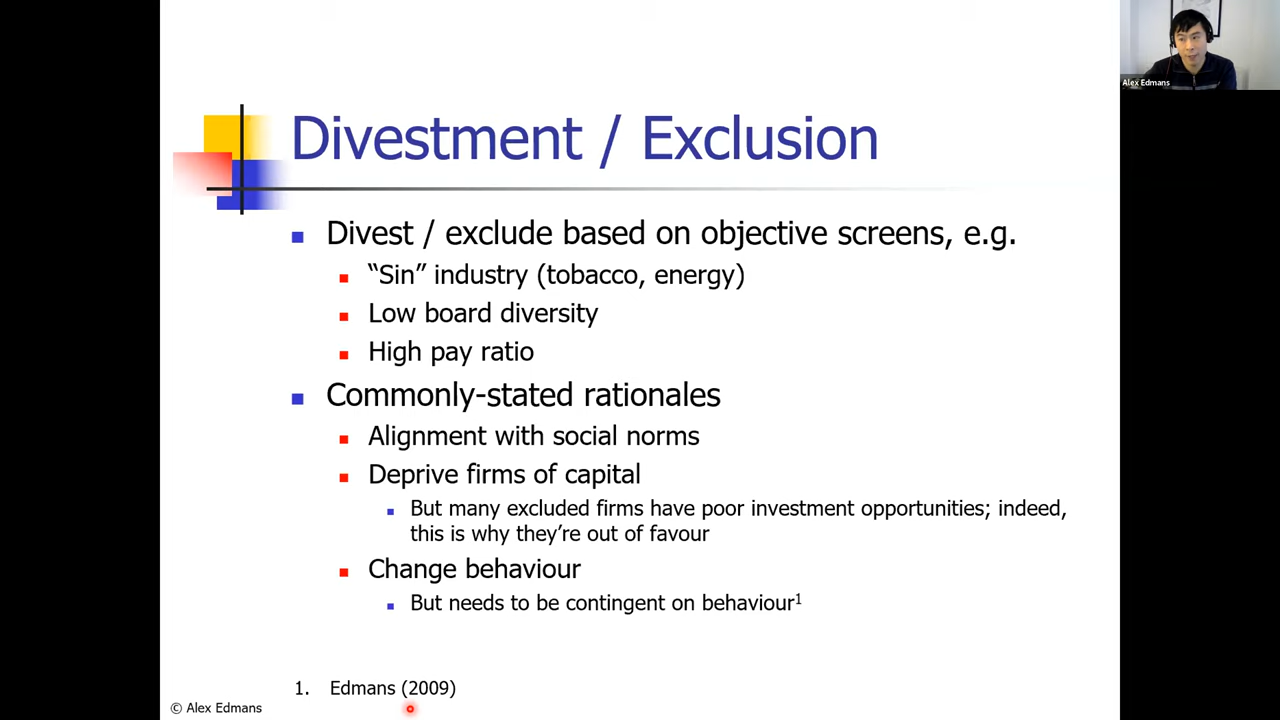 Alex Edmans
Divestment / Exclusion
Divest / exclude based on objective screens, e.g.
“Sin” industry (tobacco, energy)
Low board diversity
High pay ratio
Commonly-stated rationales
Alignment with social norms
Deprive firms of capital
But many excluded firms have poor investment opportunities; indeed,
this is why they’re out of favour
Change behaviour
But needs to be contingent on behaviour¹
1. Edmans (2009)
© Alex Edmans